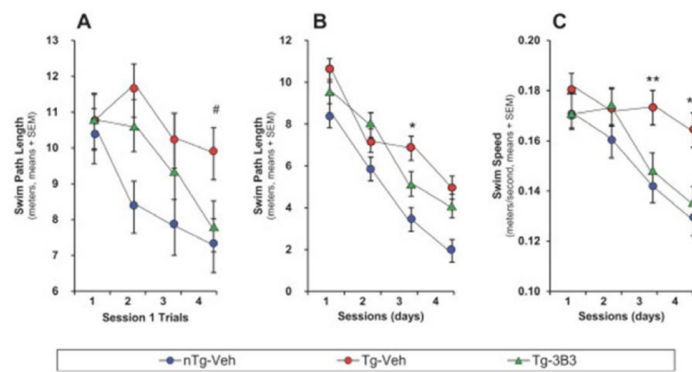 A
B
C
13
12
11
10
9
8
7
6
Swim Path Length
(meters, means + SEM)
#
1 2 3 4
Session 1 Trials
12
10
8
6
4
2
0
Swim Path Length
(meters, means + SEM)
*
1 2 3 4
Sessions (days)
0.20
0.18
0.16
0.14
0.12
0.10
Swim Speed
(meters/second, means + SEM)
**
*
1 2 3 4
Sessions (days)
nTg-Veh Tg-Veh Tg-3B3